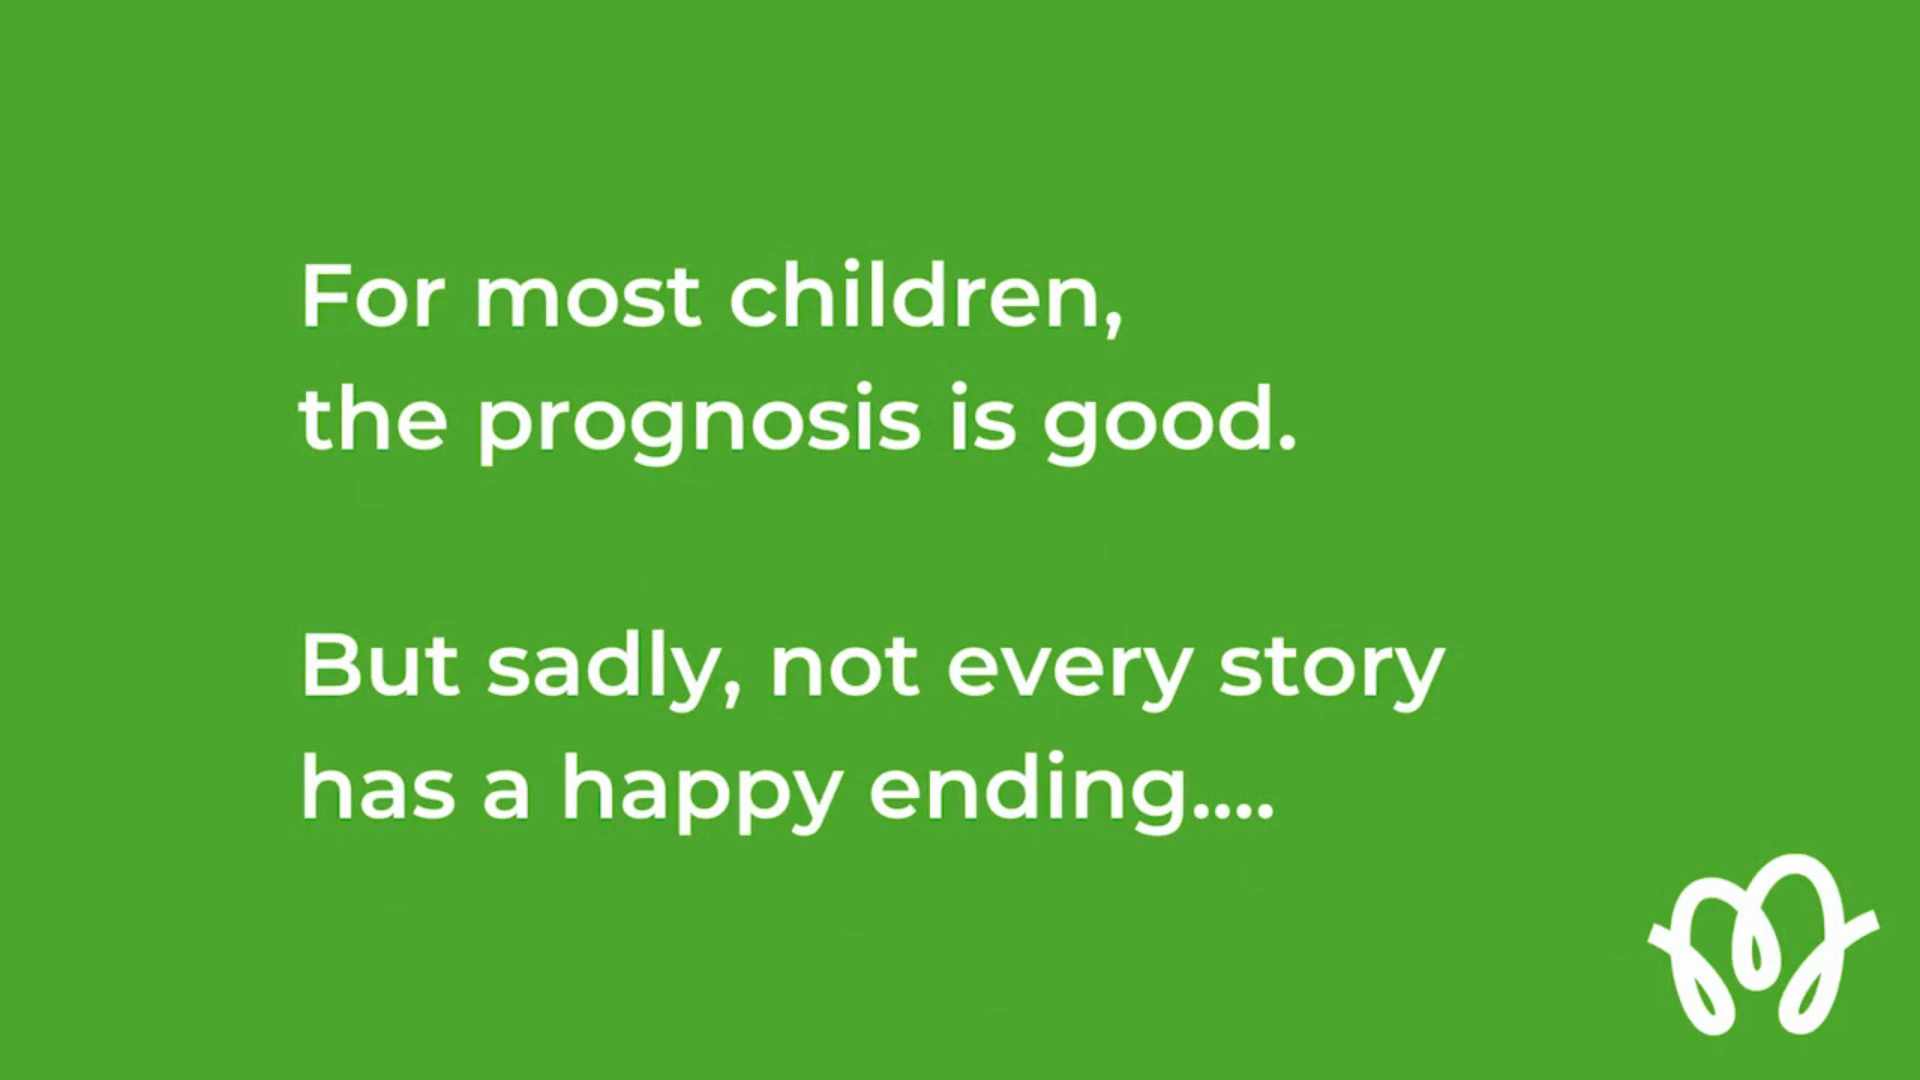 For most children,
the prognosis is good.
But sadly, not every story
has a happy ending....